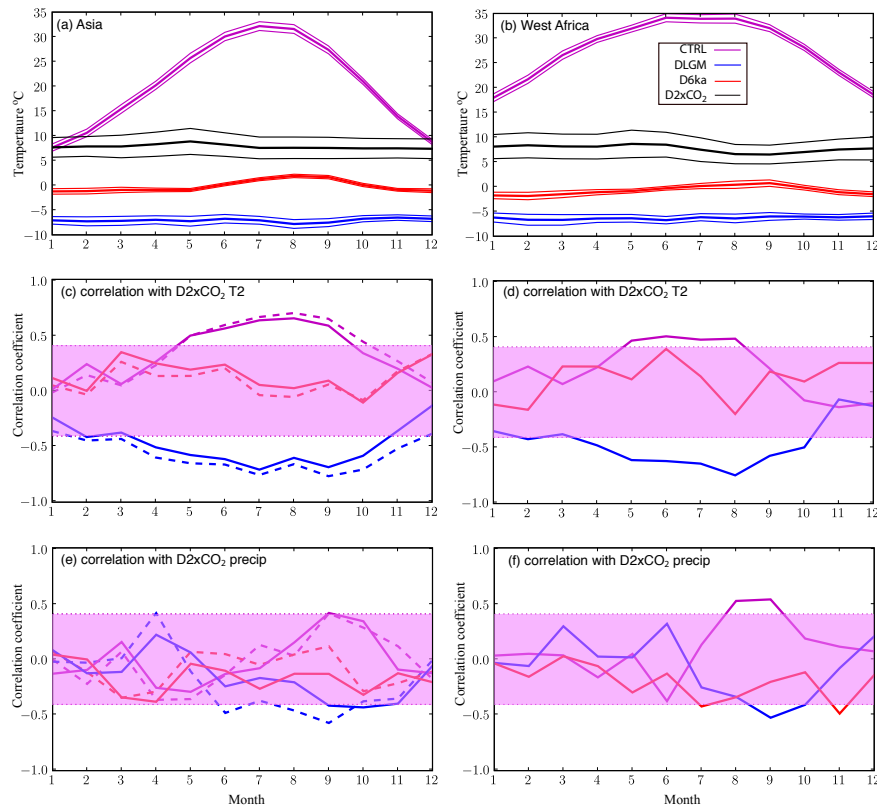 (a) Asia
35
30
25
20
15
10
5
0
−5
−10
Tempertaure °C
1 2 3 4 5 6 7 8 9 10 11 12
(b) West Africa
CTRL
DLGM
D6ka
D2xCO₂
35
30
25
20
15
10
5
0
−5
−10
Tempertaure °C
1 2 3 4 5 6 7 8 9 10 11 12
(c) correlation with D2xCO₂ T2
1.0
0.5
0.0
−0.5
−1.0
Correlation coefficient
1 2 3 4 5 6 7 8 9 10 11 12
(d) correlation with D2xCO₂ T2
1.0
0.5
0.0
−0.5
−1.0
Correlation coefficient
1 2 3 4 5 6 7 8 9 10 11 12
(e) correlation with D2xCO₂ precip
1.0
0.5
0.0
−0.5
−1.0
Correlation coefficient
1 2 3 4 5 6 7 8 9 10 11 12
Month
(f) correlation with D2xCO₂ precip
1.0
0.5
0.0
−0.5
−1.0
Correlation coefficient
1 2 3 4 5 6 7 8 9 10 11 12
Month